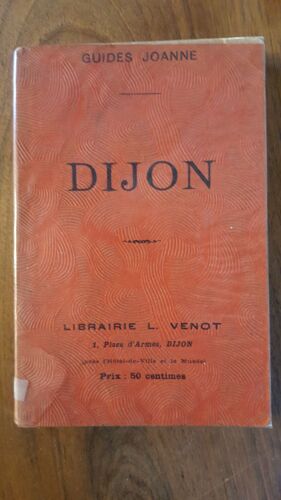 GUIDES JOANNE
DIJON
LIBRAIRIE L. VENOT
1, Place d'Armes, DIJON
(près l'Hôtel-de-Ville et le Musée)
Prix : 50 centimes